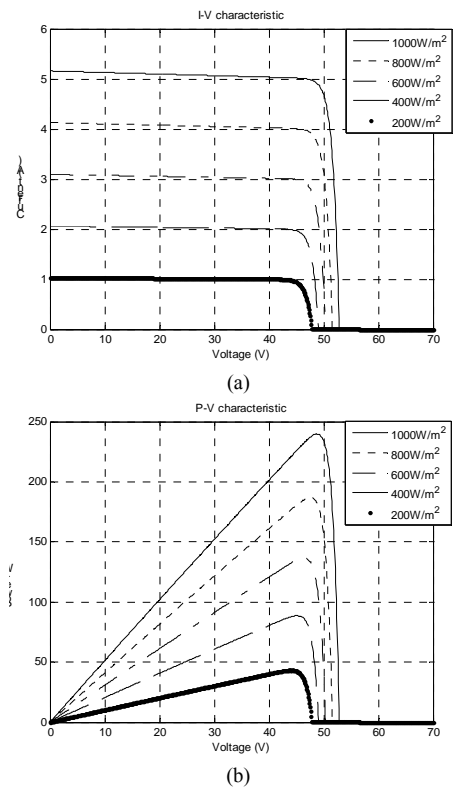 I-V characteristic
6
5
4
3
2
1
0
0 10 20 30 40 50 60 70
Voltage (V)
1000W/m²
800W/m²
600W/m²
400W/m²
200W/m²
(a)
P-V characteristic
250
200
150
100
50
0
0 10 20 30 40 50 60 70
Voltage (V)
1000W/m²
800W/m²
600W/m²
400W/m²
200W/m²
(b)